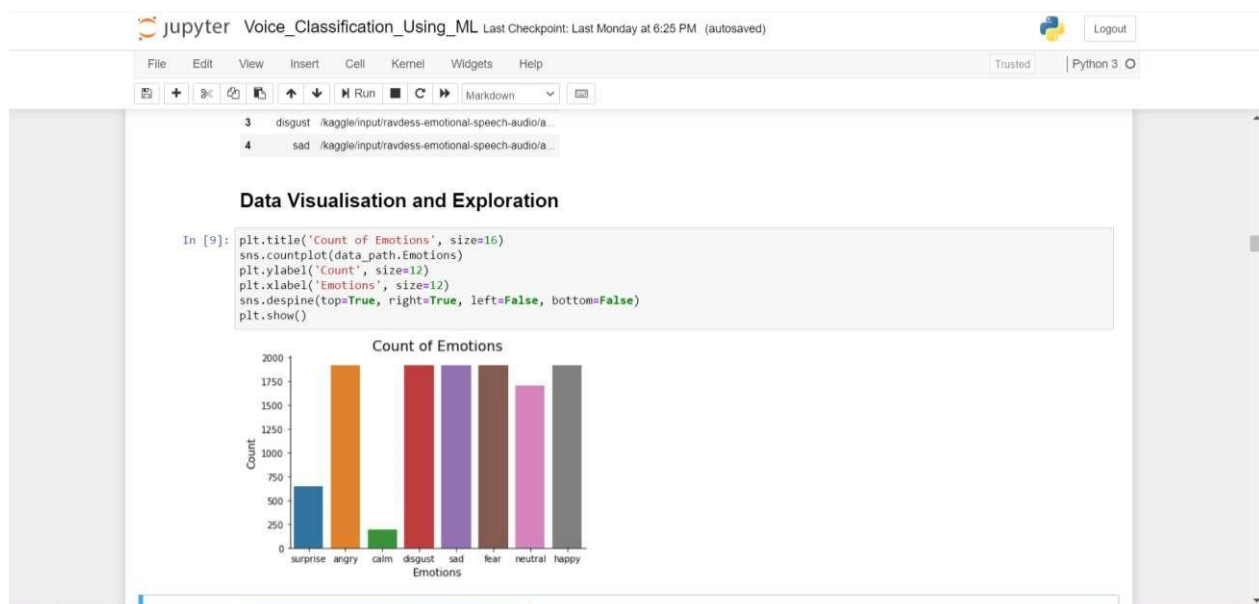 jupyter Voice_Classification_Using_ML Last Checkpoint: Last Monday at 6:25 PM (autosaved)
Logout
File Edit View Insert Cell Kernel Widgets Help
Trusted Python 3
Run Markdown
3 disgust /kaggle/input/ravdess-emotional-speech-audio/a...
4 sad /kaggle/input/ravdess-emotional-speech-audio/a...
Data Visualisation and Exploration
In [9]: plt.title('Count of Emotions', size=16)
sns.countplot(data_path.Emotions)
plt.ylabel('Count', size=12)
plt.xlabel('Emotions', size=12)
sns.despine(top=True, right=True, left=False, bottom=False)
plt.show()
Count of Emotions
2000
1750
1500
1250
1000
750
500
250
0
Count
surprise angry calm disgust sad fear neutral happy
Emotions